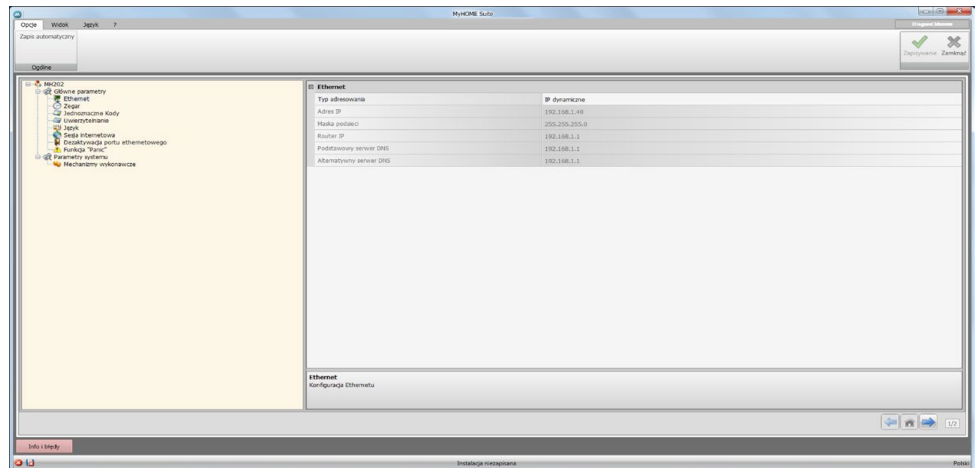 MyHOME Suite
Opcje Widok Język ?
Zapis automatyczny
Ogólne
Zapisywanie Zamknąć
MH202
Główne parametry
Ethernet
Zegar
Jednoznaczne Kody
Uwierzytelnianie
Język
Sesja internetowa
Dezaktywacja portu ethernetowego
Funkcja "Panic"
Parametry systemu
Mechanizmy wykonawcze
Ethernet
Typ adresowania IP dynamiczne
Adres IP 192.168.1.40
Maska podsieci 255.255.255.0
Router IP 192.168.1.1
Podstawowy serwer DNS 192.168.1.1
Alternatywny serwer DNS 192.168.1.1
Ethernet
Konfiguracja Ethernetu
1/2
Info i błędy
Instalacja niezapisana
Polski